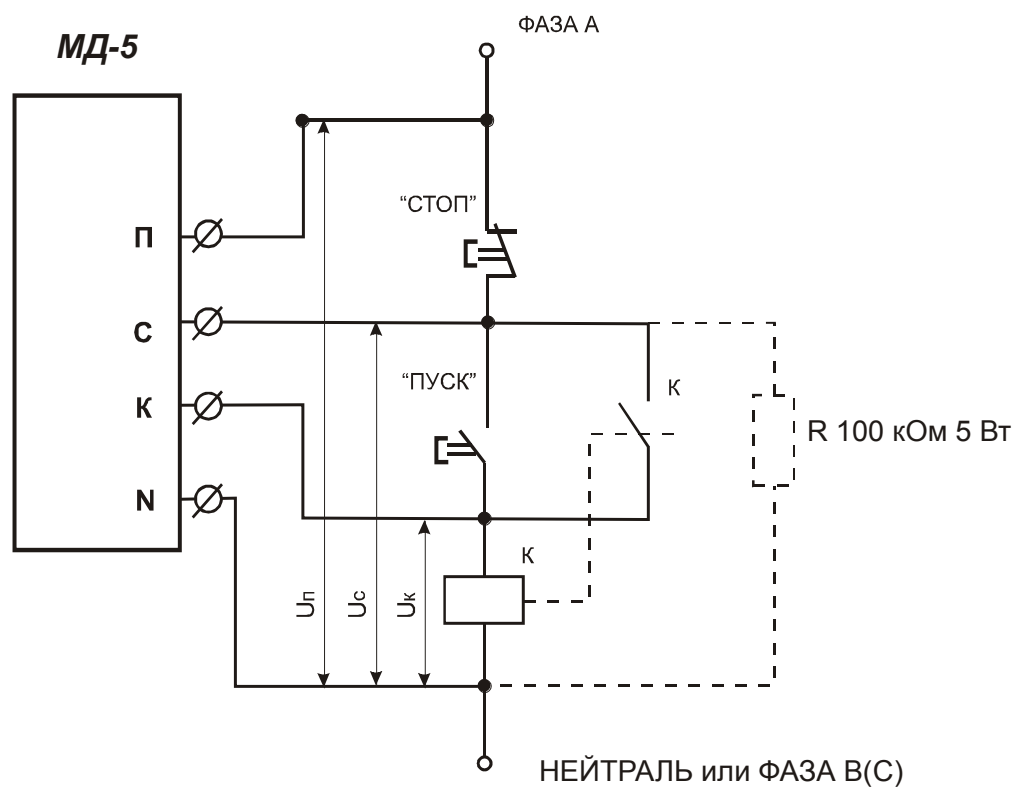 ФАЗА А
МД-5
"СТОП"
П
С
"ПУСК"
К
К
R 100 кОм 5 Вт
N
К
Uп
Uс
Uк
НЕЙТРАЛЬ или ФАЗА В(С)